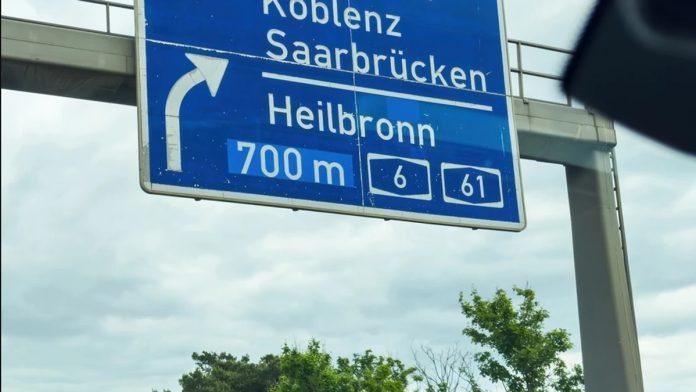 Koblenz
Saarbrücken
Heilbronn
700 m 6 61